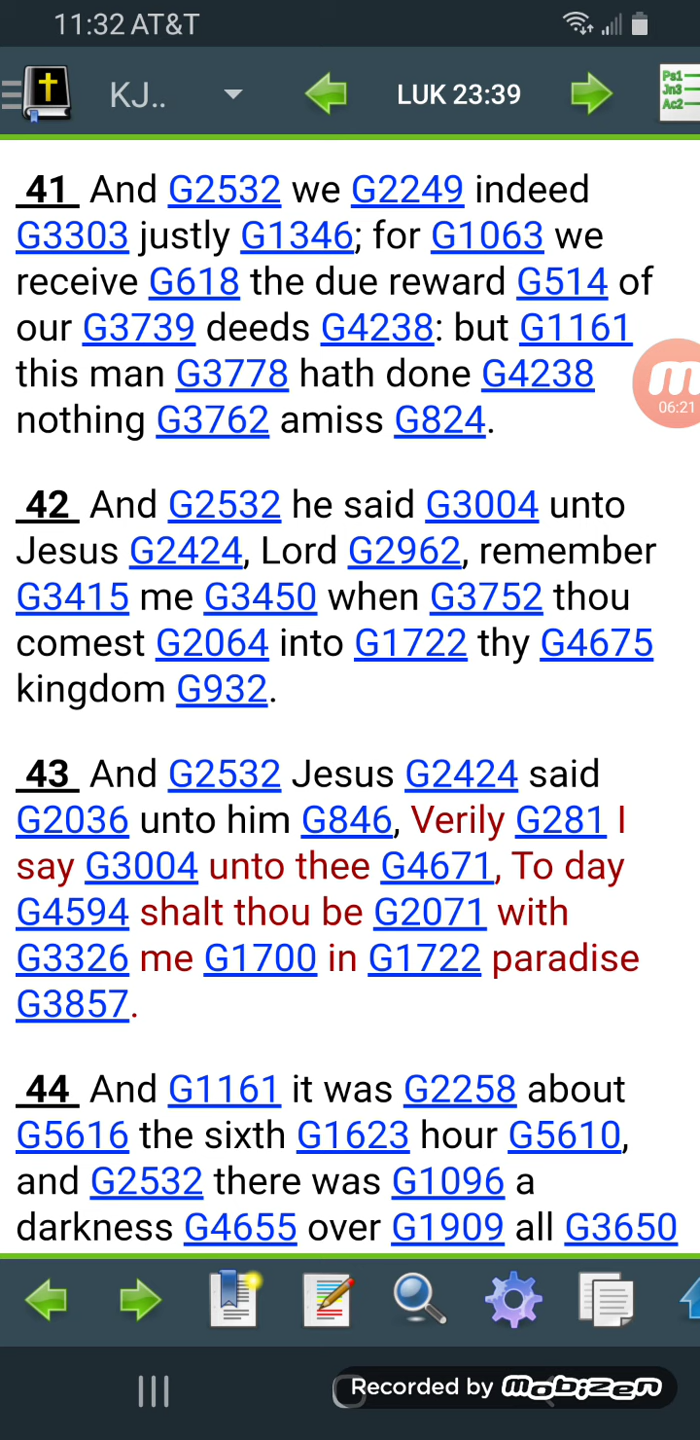 11:32 AT&T
KJ.. LUK 23:39
Ps1
Jn3
Ac2
41 And G2532 we G2249 indeed
G3303 justly G1346; for G1063 we
receive G618 the due reward G514 of
our G3739 deeds G4238: but G1161
this man G3778 hath done G4238
nothing G3762 amiss G824.
m
06:21
42 And G2532 he said G3004 unto
Jesus G2424, Lord G2962, remember
G3415 me G3450 when G3752 thou
comest G2064 into G1722 thy G4675
kingdom G932.
43 And G2532 Jesus G2424 said
G2036 unto him G846, Verily G281 I
say G3004 unto thee G4671, To day
G4594 shalt thou be G2071 with
G3326 me G1700 in G1722 paradise
G3857.
44 And G1161 it was G2258 about
G5616 the sixth G1623 hour G5610,
and G2532 there was G1096 a
darkness G4655 over G1909 all G3650
Recorded by mobizen